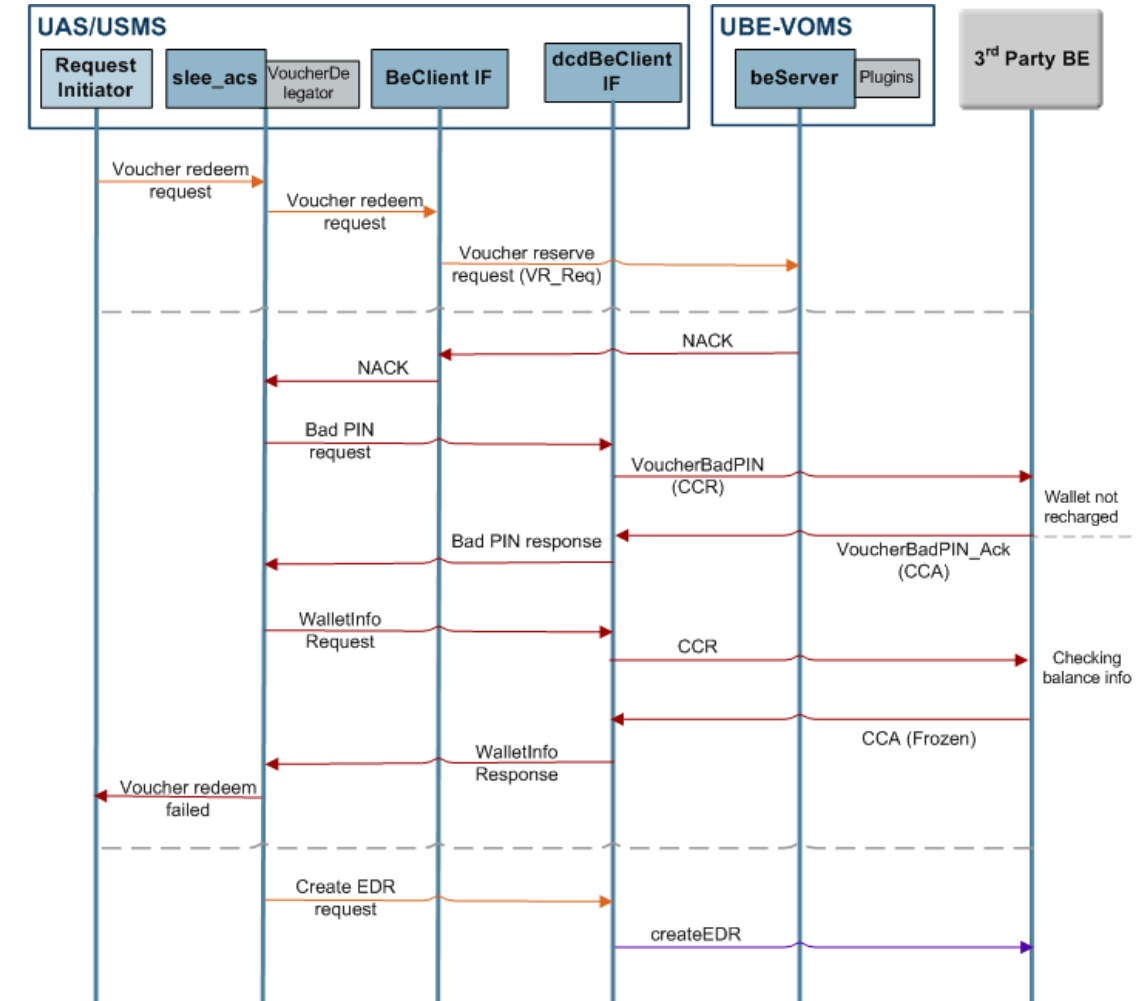 UAS/USMS
UBE-VOMS
Request
Initiator
slee_acs
VoucherDe
legator
BeClient IF
dcdBeClient
IF
beServer
Plugins
3rd Party BE
Voucher redeem
request
Voucher redeem
request
Voucher reserve
request (VR_Req)
NACK
NACK
Bad PIN
request
VoucherBadPIN
(CCR)
Wallet not
recharged
Bad PIN response
VoucherBadPIN_Ack
(CCA)
WalletInfo
Request
CCR
Checking
balance info
CCA (Frozen)
WalletInfo
Response
Voucher redeem
failed
Create EDR
request
createEDR